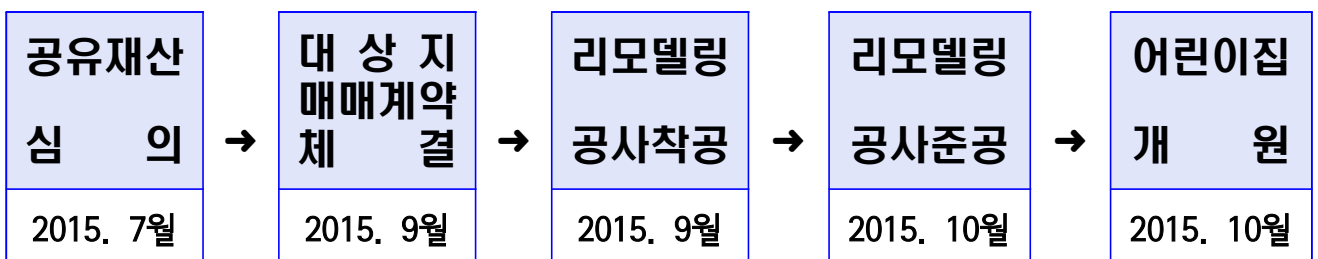 공유재산
심 의
2015. 7월
➜
대 상 지
매매계약
체 결
2015. 9월
➜
리모델링
공사착공
2015. 9월
➜
리모델링
공사준공
2015. 10월
➜
어린이집
개 원
2015. 10월